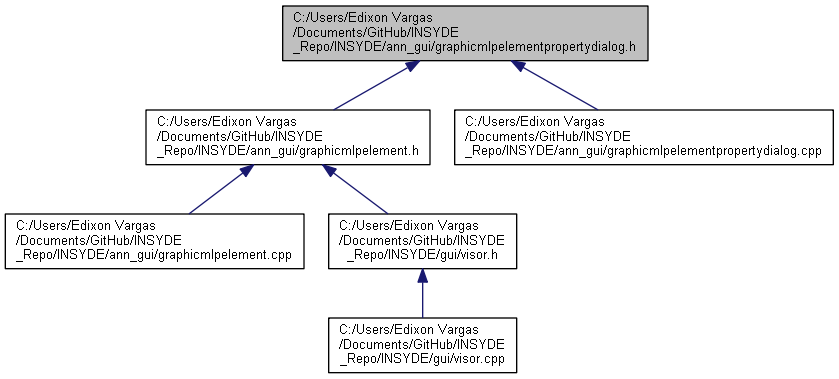 C:/Users/Edixon Vargas
/Documents/GitHub/INSYDE
_Repo/INSYDE/ann_gui/graphicmlpelementpropertydialog.h
C:/Users/Edixon Vargas
/Documents/GitHub/INSYDE
_Repo/INSYDE/ann_gui/graphicmlpelement.h
C:/Users/Edixon Vargas
/Documents/GitHub/INSYDE
_Repo/INSYDE/ann_gui/graphicmlpelementpropertydialog.cpp
C:/Users/Edixon Vargas
/Documents/GitHub/INSYDE
_Repo/INSYDE/ann_gui/graphicmlpelement.cpp
C:/Users/Edixon Vargas
/Documents/GitHub/INSYDE
_Repo/INSYDE/gui/visor.h
C:/Users/Edixon Vargas
/Documents/GitHub/INSYDE
_Repo/INSYDE/gui/visor.cpp